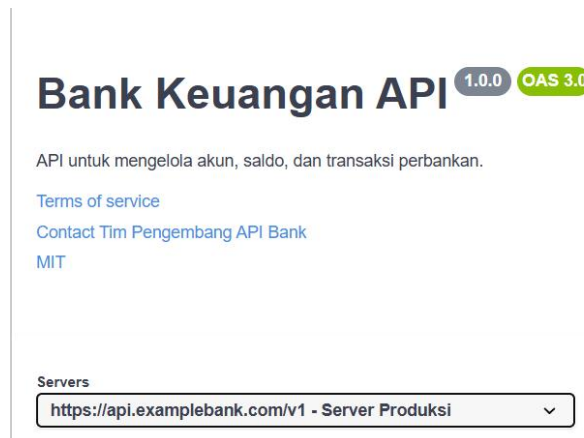 Bank Keuangan API 1.0.0 OAS 3.0
API untuk mengelola akun, saldo, dan transaksi perbankan.
Terms of service
Contact Tim Pengembang API Bank
MIT
Servers
https://api.examplebank.com/v1 - Server Produksi